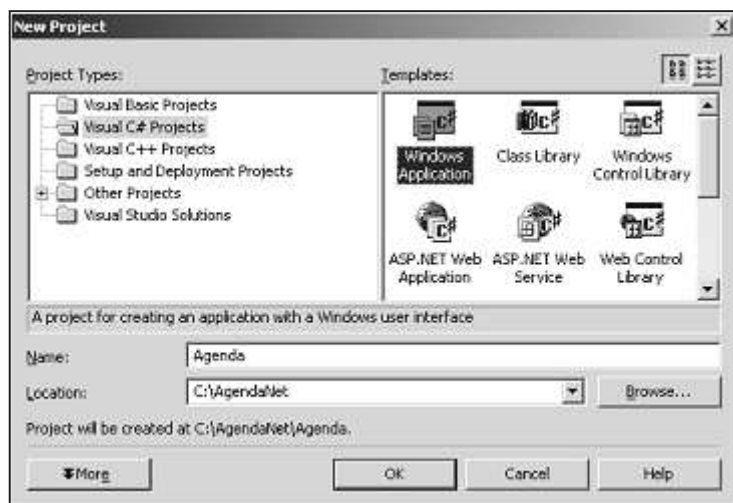 New Project
Project Types:
Templates:
Visual Basic Projects
Visual C# Projects
Visual C++ Projects
Setup and Deployment Projects
Other Projects
Visual Studio Solutions
Windows Application
Class Library
Windows Control Library
ASP.NET Web Application
ASP.NET Web Service
Web Control Library
A project for creating an application with a Windows user interface
Name:
Agenda
Location:
C:\AgendaNet
Browse...
Project will be created at C:\AgendaNet\Agenda.
More
OK
Cancel
Help